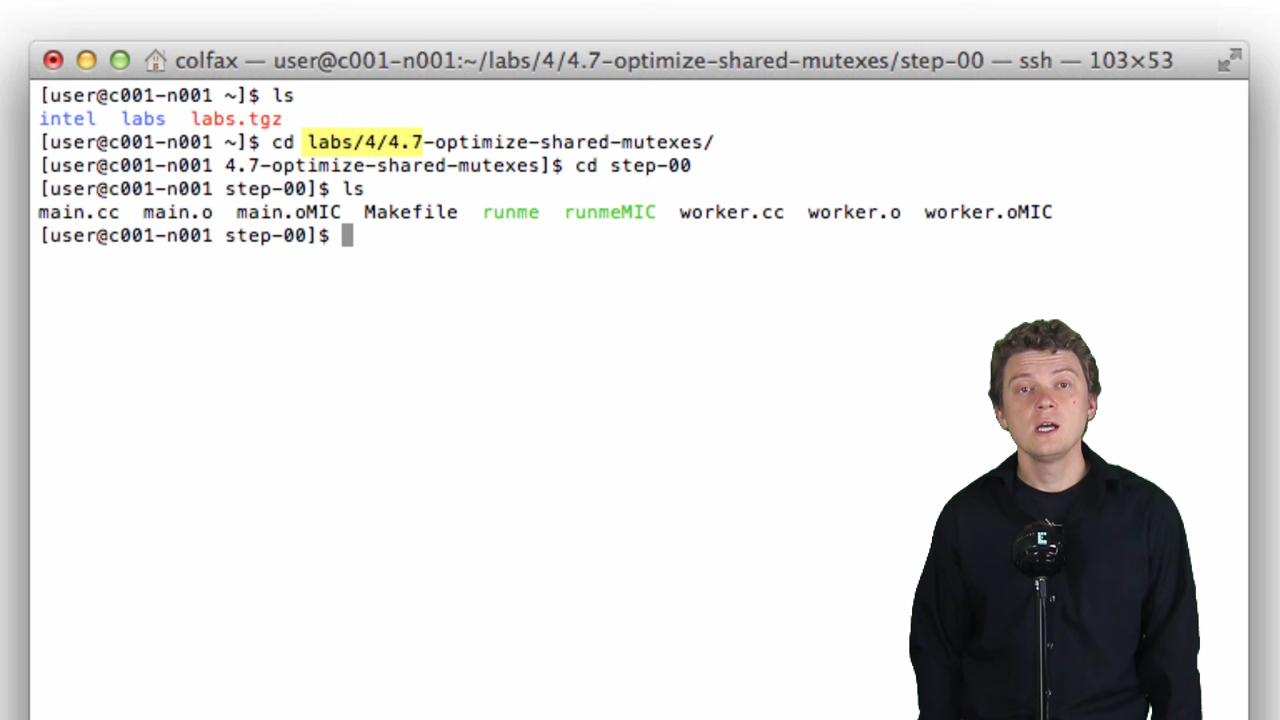 colfax — user@c001-n001:~/labs/4/4.7-optimize-shared-mutexes/step-00 — ssh — 103×53
[user@c001-n001 ~]$ ls
intel labs labs.tgz
[user@c001-n001 ~]$ cd labs/4/4.7-optimize-shared-mutexes/
[user@c001-n001 4.7-optimize-shared-mutexes]$ cd step-00
[user@c001-n001 step-00]$ ls
main.cc main.o main.oMIC Makefile runme runmeMIC worker.cc worker.o worker.oMIC
[user@c001-n001 step-00]$
E